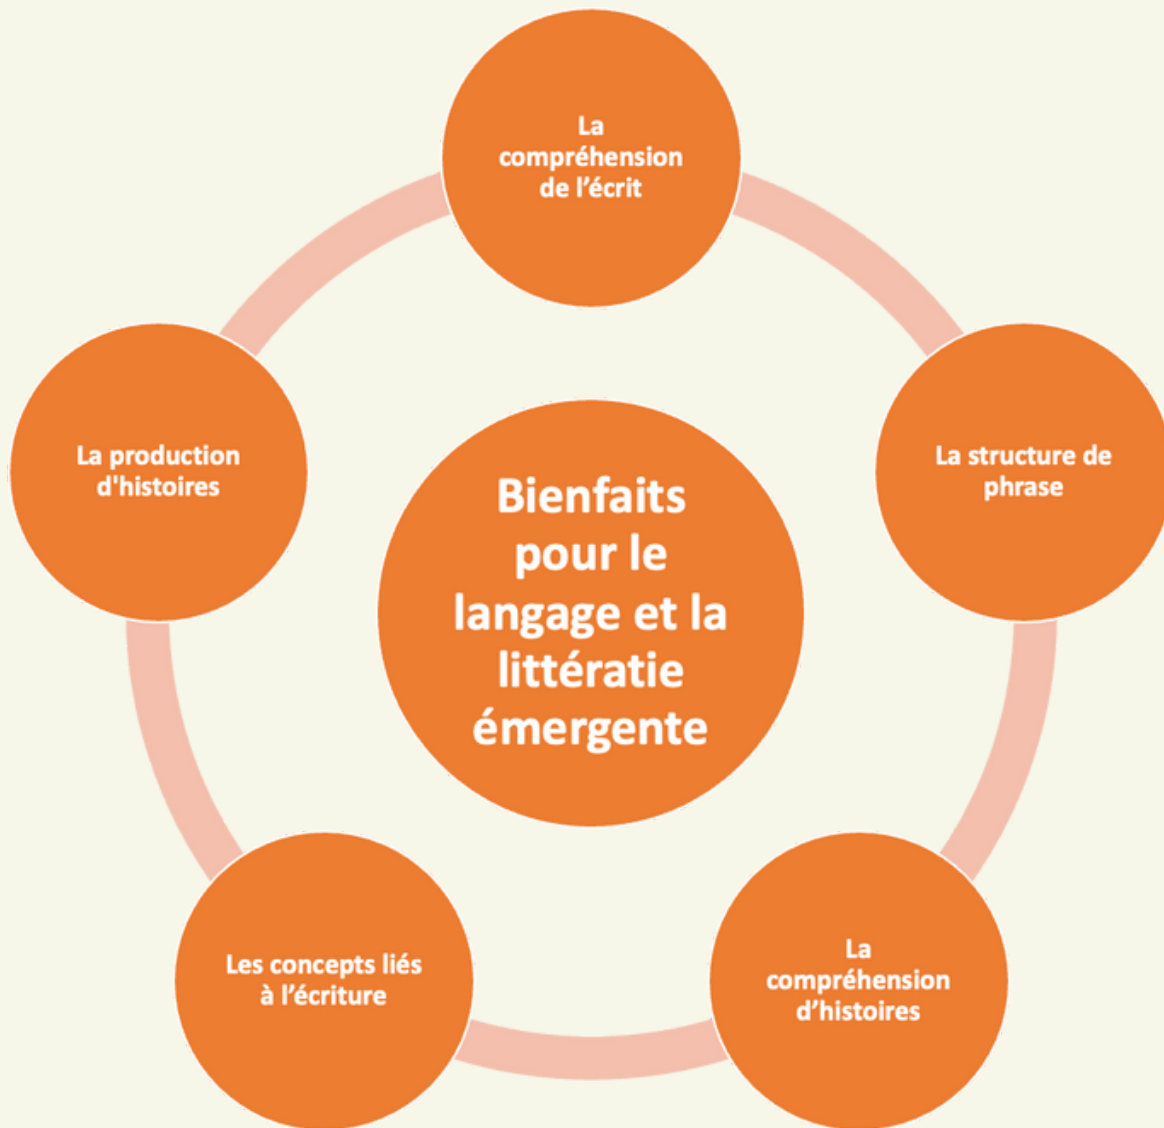 La
compréhension
de l’écrit
La production
d'histoires
La structure de
phrase
Bienfaits
pour le
langage et la
littératie
émergente
Les concepts liés
à l’écriture
La
compréhension
d’histoires